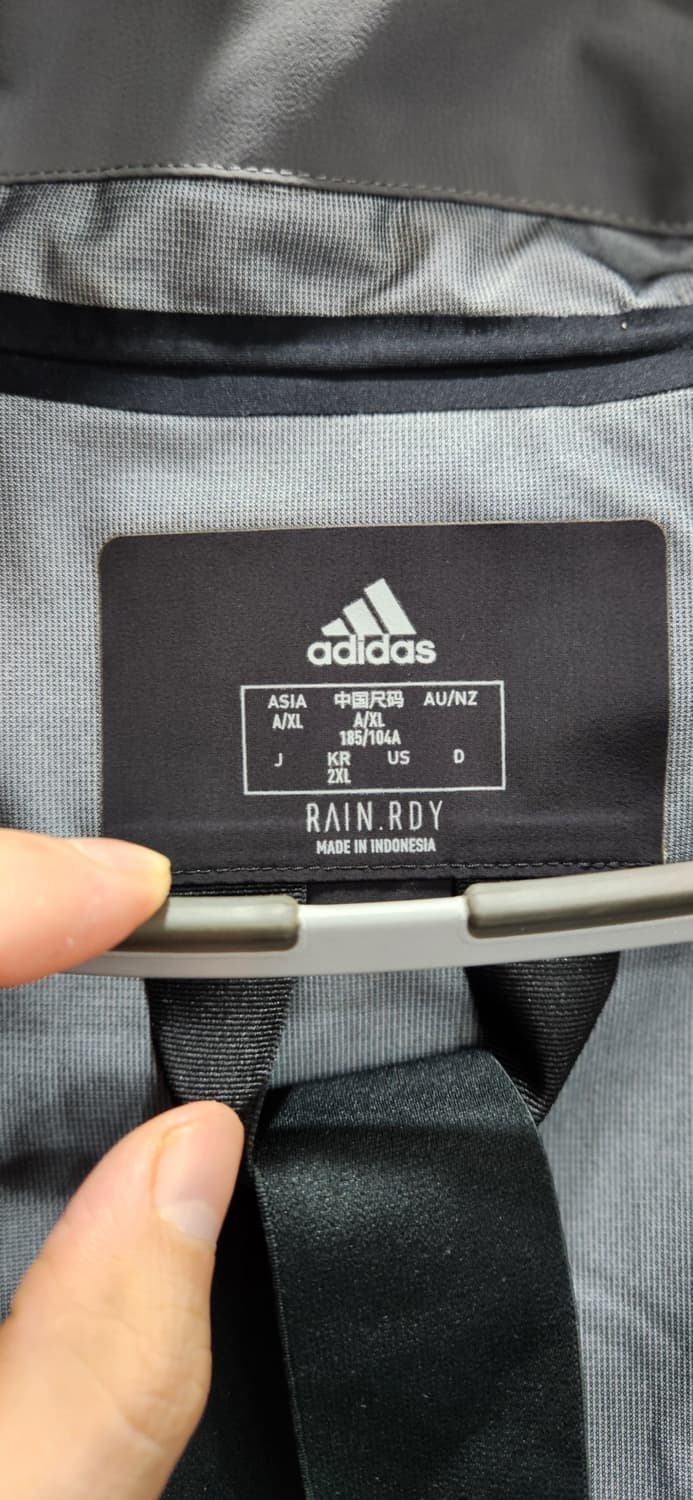 adidas
ASIA 中国尺码 AU/NZ
A/XL A/XL
185/104A
J KR US D
2XL
RAIN.RDY
MADE IN INDONESIA